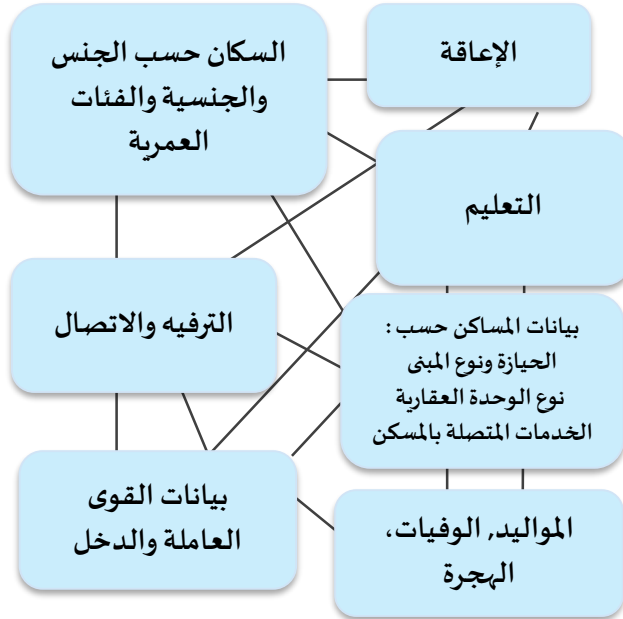 الإعاقة
السكان حسب الجنس
والجنسية والفئات
العمرية
التعليم
الترفيه والاتصال
بيانات المساكن حسب :
الحيازة ونوع المبنى
نوع الوحدة العقارية
الخدمات المتصلة بالمسكن
بيانات القوى
العاملة والدخل
المواليد, الوفيات،
الهجرة